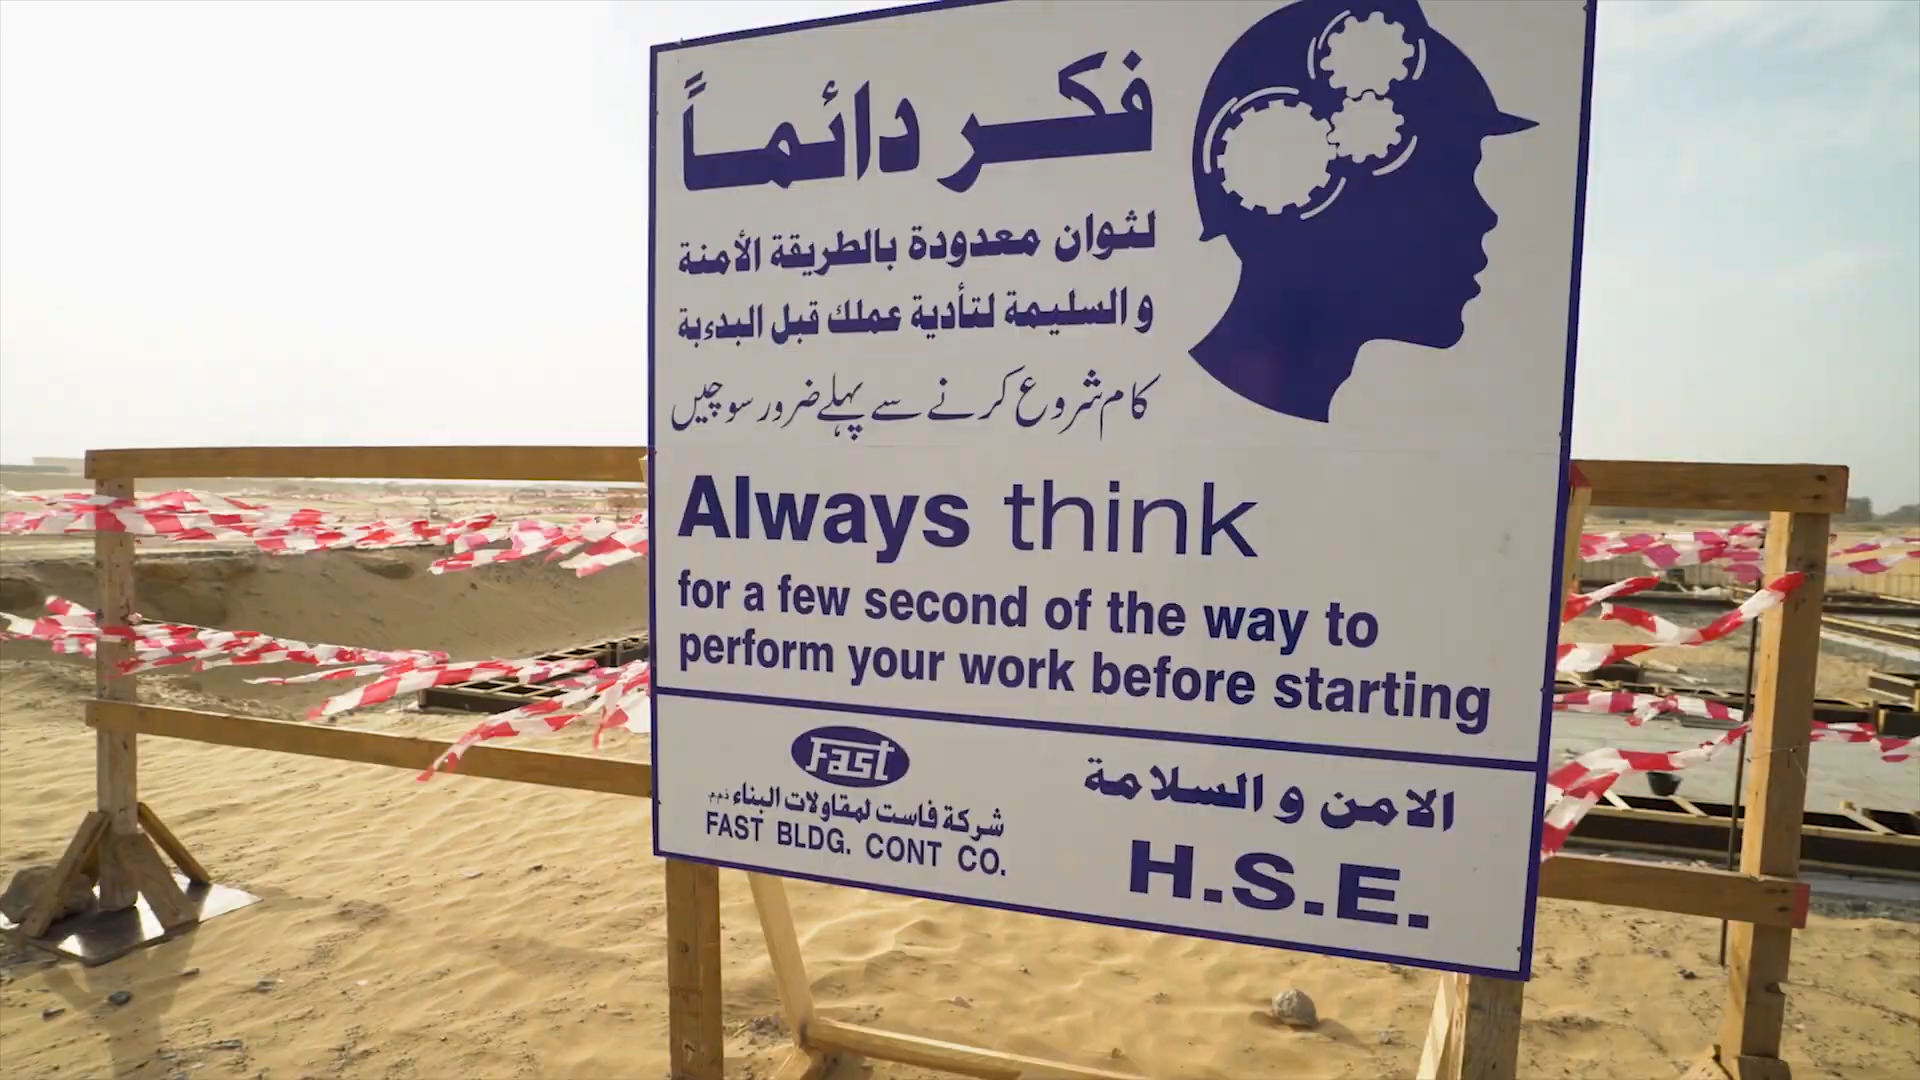 فكر دائماً
لثوان معدودة بالطريقة الأمنة
و السليمة لتأدية عملك قبل البدءبة
کام شروع کرنے سے پہلے ضرور سوچیں
Always think
for a few second of the way to
perform your work before starting
Fast
شركة فاست لمقاولات البناء ذ.م.م
FAST BLDG. CONT CO.
الامن و السلامة
H.S.E.